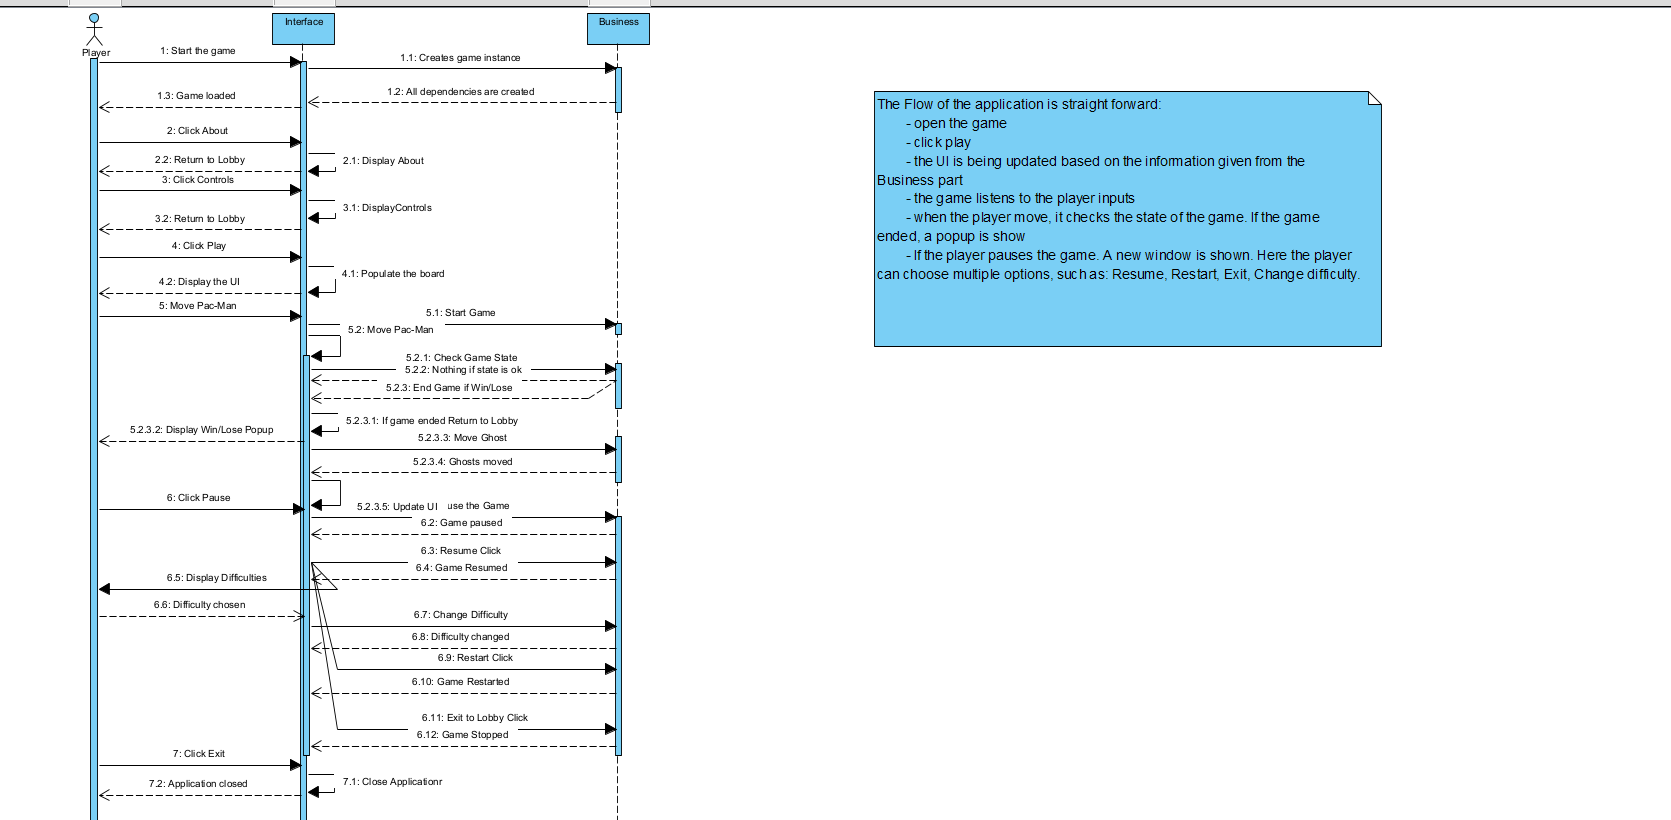 Interface
Business
Player
1: Start the game
1.1: Creates game instance
1.2: All dependencies are created
1.3: Game loaded
2: Click About
2.1: Display About
2.2: Return to Lobby
3: Click Controls
3.1: DisplayControls
3.2: Return to Lobby
4: Click Play
4.1: Populate the board
4.2: Display the UI
5: Move Pac-Man
5.1: Start Game
5.2: Move Pac-Man
5.2.1: Check Game State
5.2.2: Nothing if state is ok
5.2.3: End Game if Win/Lose
5.2.3.1: If game ended Return to Lobby
5.2.3.2: Display Win/Lose Popup
5.2.3.3: Move Ghost
5.2.3.4: Ghosts moved
6: Click Pause
5.2.3.5: Update UI
use the Game
6.2: Game paused
6.3: Resume Click
6.4: Game Resumed
6.5: Display Difficulties
6.6: Difficulty chosen
6.7: Change Difficulty
6.8: Difficulty changed
6.9: Restart Click
6.10: Game Restarted
6.11: Exit to Lobby Click
6.12: Game Stopped
7: Click Exit
7.1: Close Applicationr
7.2: Application closed
The Flow of the application is straight forward:
- open the game
- click play
- the UI is being updated based on the information given from the
Business part
- the game listens to the player inputs
- when the player move, it checks the state of the game. If the game
ended, a popup is show
- If the player pauses the game. A new window is shown. Here the player
can choose multiple options, such as: Resume, Restart, Exit, Change difficulty.